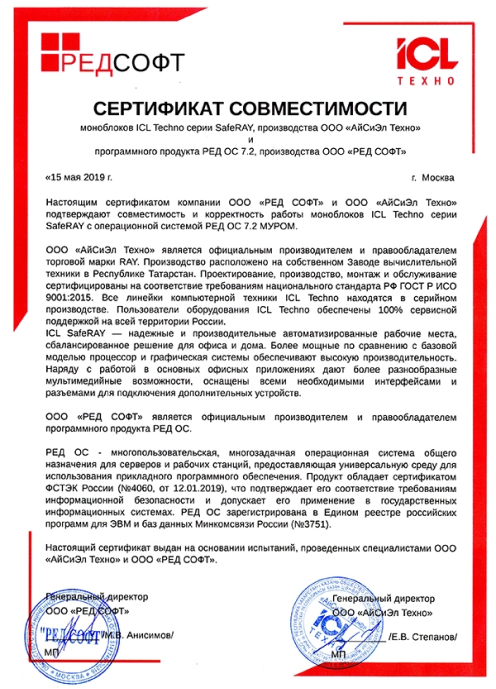 РЕДСОФТ
ICL
ТЕХНО
СЕРТИФИКАТ СОВМЕСТИМОСТИ
моноблоков ICL Techno серии SafeRAY, производства ООО «АйСиЭл Техно»
и
программного продукта РЕД ОС 7.2, производства ООО «РЕД СОФТ»
«15 мая 2019 г.
г. Москва
Настоящим сертификатом компании ООО «РЕД СОФТ» и ООО «АйСиЭл Техно»
подтверждают совместимость и корректность работы моноблоков ICL Techno серии
SafeRAY с операционной системой РЕД ОС 7.2 МУРОМ.
ООО «АйСиЭл Техно» является официальным производителем и правообладателем
торговой марки RAY. Производство расположено на собственном Заводе вычислительной
техники в Республике Татарстан. Проектирование, производство, монтаж и обслуживание
сертифицированы на соответствие требованиям национального стандарта РФ ГОСТ Р ИСО
9001:2015. Все линейки компьютерной техники ICL Techno находятся в серийном
производстве. Пользователи оборудования ICL Techno обеспечены 100% сервисной
поддержкой на всей территории России.
ICL SafeRAY — надежные и производительные автоматизированные рабочие места,
сбалансированное решение для офиса и дома. Более мощные по сравнению с базовой
моделью процессор и графическая системы обеспечивают высокую производительность.
Наряду с работой в основных офисных приложениях дают более разнообразные
мультимедийные возможности, оснащены всеми необходимыми интерфейсами и
разъемами для подключения дополнительных устройств.
ООО «РЕД СОФТ» является официальным производителем и правообладателем
программного продукта РЕД ОС.
РЕД ОС - многопользовательская, многозадачная операционная система общего
назначения для серверов и рабочих станций, предоставляющая универсальную среду для
использования прикладного программного обеспечения. Продукт обладает сертификатом
ФСТЭК России (№4060, от 12.01.2019), что подтверждает его соответствие требованиям
информационной безопасности и допускает его применение в государственных
информационных системах. РЕД ОС зарегистрирована в Едином реестре российских
программ для ЭВМ и баз данных Минкомсвязи России (№3751).
Настоящий сертификат выдан на основании испытаний, проведенных специалистами ООО
«АйСиЭл Техно» и ООО «РЕД СОФТ».
Генеральный директор
ООО «РЕД СОФТ»
"РЕДСОФТ" /М.В. Анисимов/
МП
Генеральный директор
ООО «АйСиЭл Техно»
ICL /Е.В. Степанов/
МП